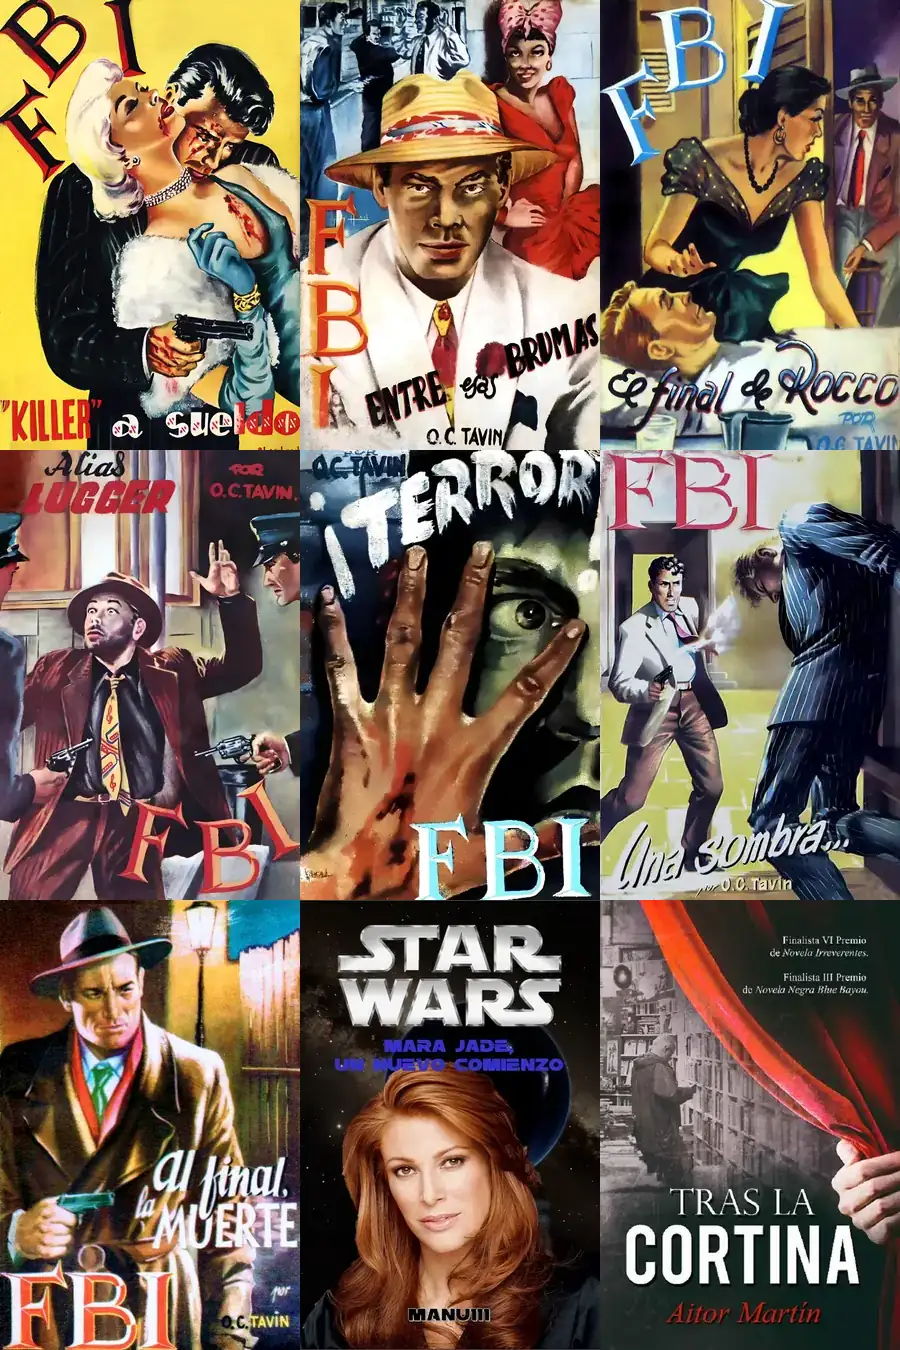 FBI
"KILLER" a sueldo
FBI
ENTRE esas BRUMAS
O.C. TAVIN
FBI
El final de Rocco
POR
O.C. TAVIN
Alias
LUGGER
POR
O.C. TAVIN.
FBI
POR
O.C. TAVIN
¡TERROR!
FBI
FBI
Una sombra...
por O.C. Tavin
Al final,
la MUERTE
FBI
por
O.C. TAVIN
STAR
WARS
MARA JADE,
UN NUEVO COMIENZO
MANUIII
Finalista VI Premio
de Novela Irreverentes.
Finalista III Premio
de Novela Negra Blue Bayou.
TRAS LA
CORTINA
Aitor Martín